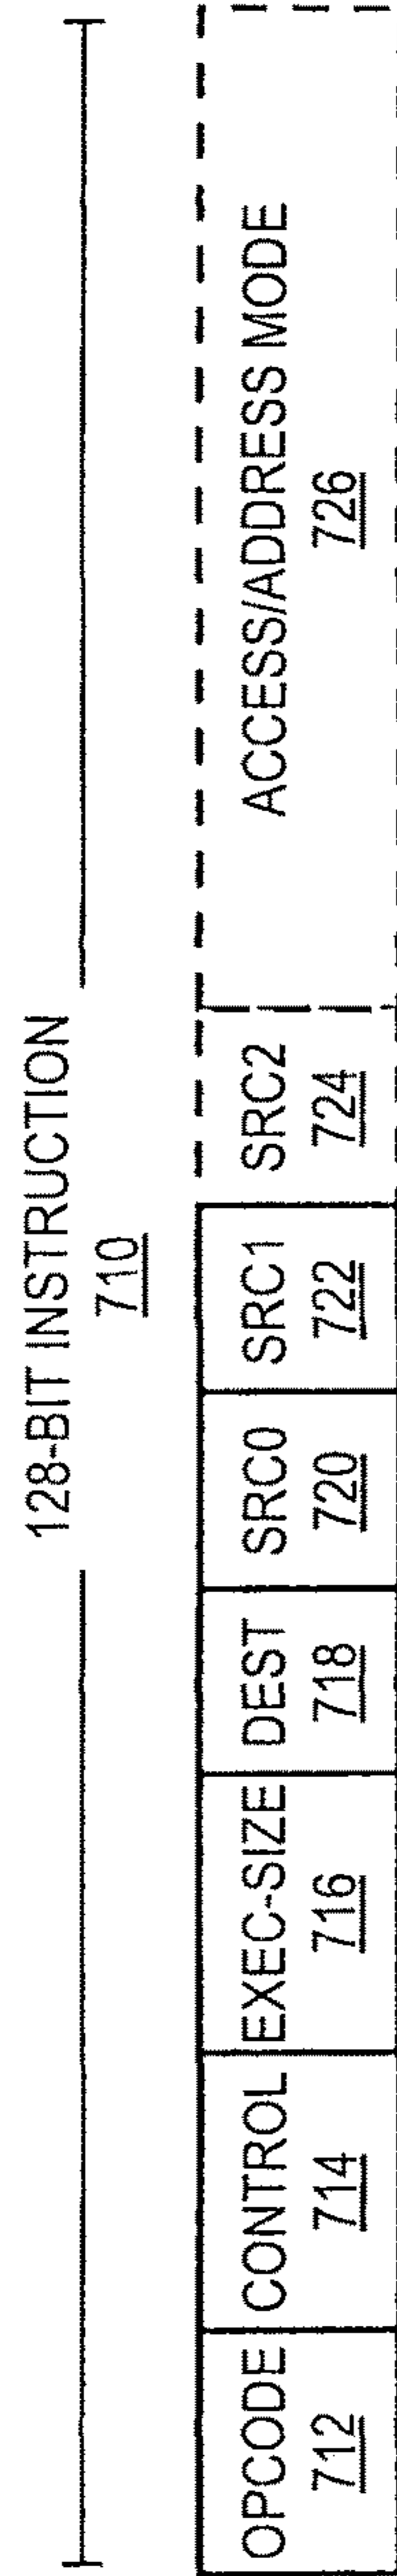 128-BIT INSTRUCTION
710
OPCODE
712
CONTROL
714
EXEC-SIZE
716
DEST
718
SRC0
720
SRC1
722
SRC2
724
ACCESS/ADDRESS MODE
726